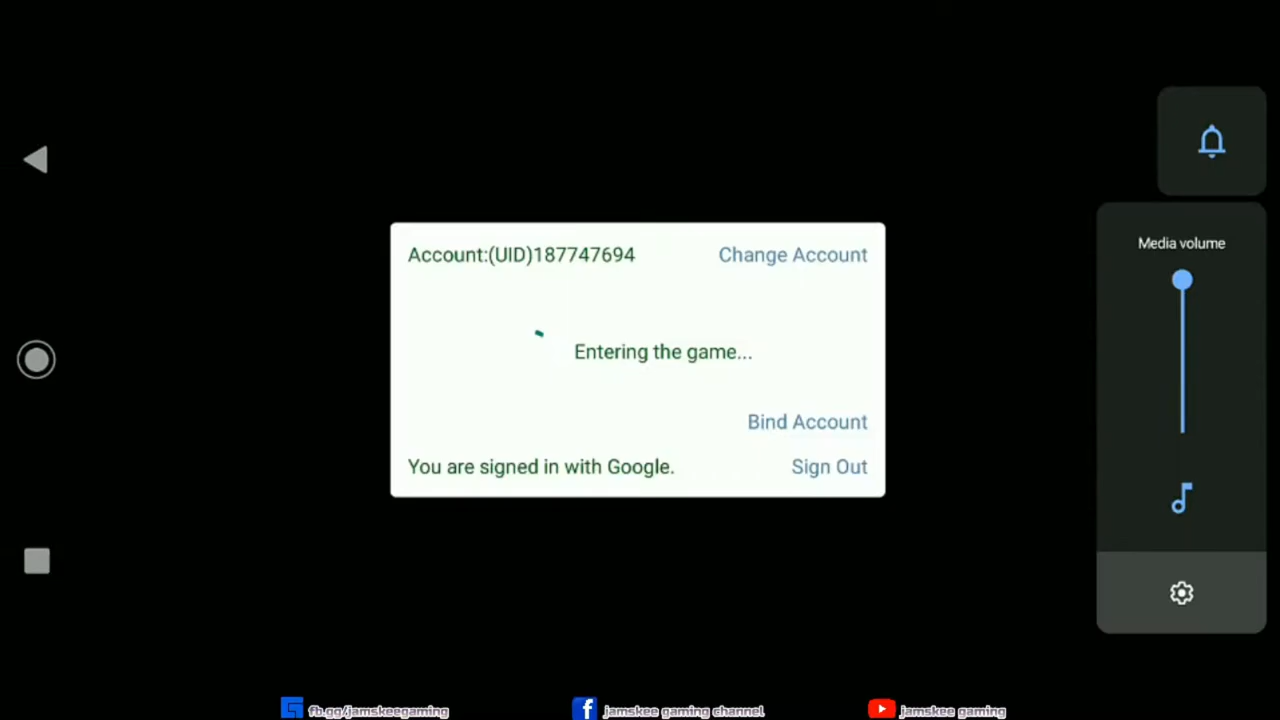 Media volume
Account:(UID)187747694
Change Account
Entering the game...
Bind Account
You are signed in with Google.
Sign Out
fb.gg/jamskeegaming
jamskee gaming channel
jamskee gaming